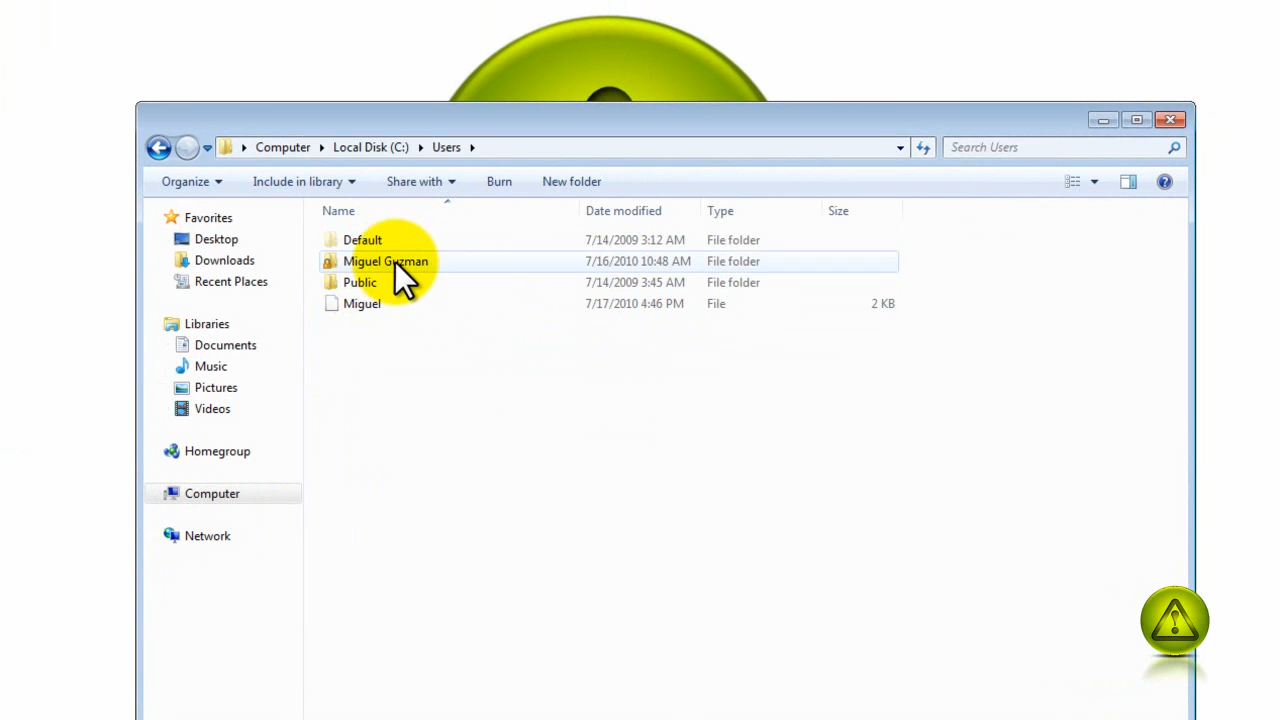 Computer Local Disk (C:) Users Search Users
Organize Include in library Share with Burn New folder
Name Date modified Type Size
Favorites
Desktop
Downloads
Recent Places
Libraries
Documents
Music
Pictures
Videos
Homegroup
Computer
Network
Default 7/14/2009 3:12 AM File folder
Miguel Guzman 7/16/2010 10:48 AM File folder
Public 7/14/2009 3:45 AM File folder
Miguel 7/17/2010 4:46 PM File 2 KB